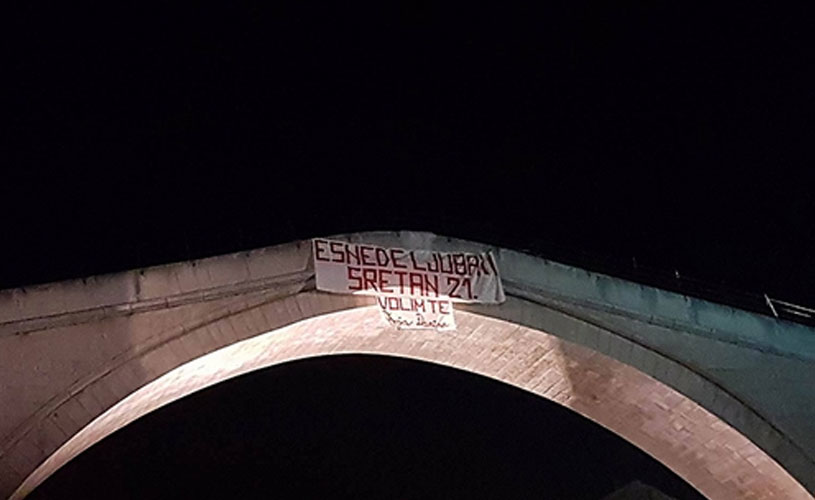 ESNEDE LJUBAVI
SRETAN 21.
VOLIM TE